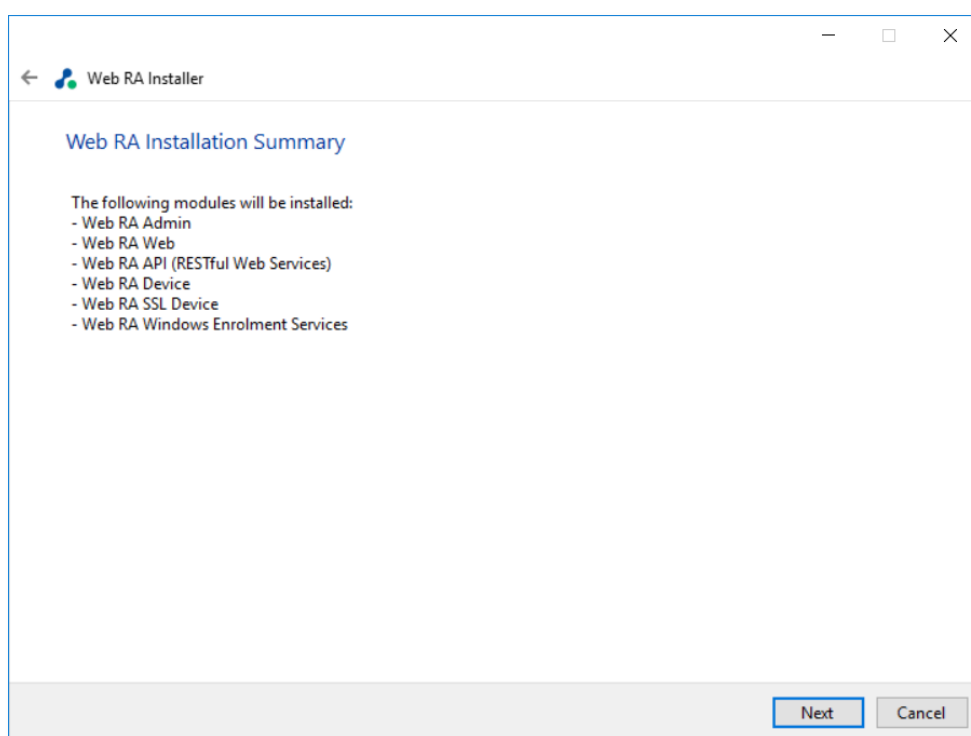 Web RA Installer
Web RA Installation Summary
The following modules will be installed:
- Web RA Admin
- Web RA Web
- Web RA API (RESTful Web Services)
- Web RA Device
- Web RA SSL Device
- Web RA Windows Enrolment Services
Next Cancel